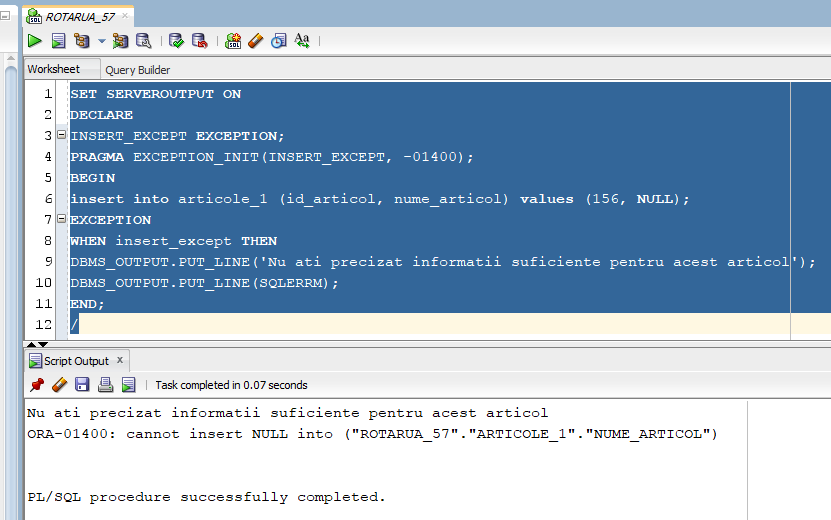 ROTARUA_57
Worksheet Query Builder
1 SET SERVEROUTPUT ON
2 DECLARE
3 INSERT_EXCEPT EXCEPTION;
4 PRAGMA EXCEPTION_INIT(INSERT_EXCEPT, -01400);
5 BEGIN
6 insert into articole_1 (id_articol, nume_articol) values (156, NULL);
7 EXCEPTION
8 WHEN insert_except THEN
9 DBMS_OUTPUT.PUT_LINE('Nu ati precizat informatii suficiente pentru acest articol');
10 DBMS_OUTPUT.PUT_LINE(SQLERRM);
11 END;
12 /
Script Output x
Task completed in 0.07 seconds
Nu ati precizat informatii suficiente pentru acest articol
ORA-01400: cannot insert NULL into ("ROTARUA_57"."ARTICOLE_1"."NUME_ARTICOL")
PL/SQL procedure successfully completed.